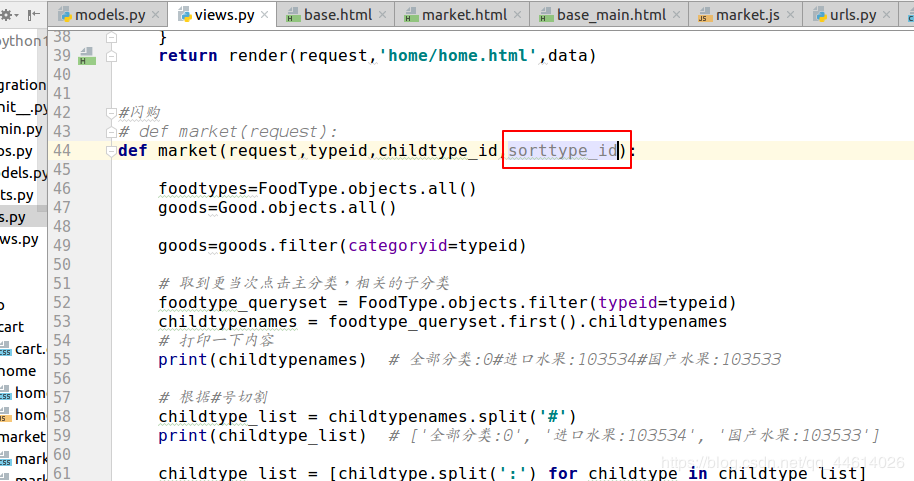 models.py × views.py × base.html × market.html × base_main.html × market.js × urls.py ×
38 }
python1
39 return render(request,'home/home.html',data)
40
gration
41
nit__.py
42 #闪购
min.py
43 # def market(request):
os.py
44 def market(request,typeid,childtype_id,sorttype_id):
45
dels.py
46 foodtypes=FoodType.objects.all()
ts.py
47 goods=Good.objects.all()
s.py
48
ws.py
49 goods=goods.filter(categoryid=typeid)
50
51 # 取到更当次点击主分类，相关的子分类
52 foodtype_queryset = FoodType.objects.filter(typeid=typeid)
53 childtypenames = foodtype_queryset.first().childtypenames
cart
54 # 打印一下内容
cart.
55 print(childtypenames) # 全部分类:0#进口水果:103534#国产水果:103533
home
56
hom
57 # 根据#号切割
hom
58 childtype_list = childtypenames.split('#')
market
59 print(childtype_list) # ['全部分类:0', '进口水果:103534', '国产水果:103533']
mark
60
61 childtype_list = [childtype.split(':') for childtype in childtype_list]
mark
https://blog.csdn.net/qq_44614026